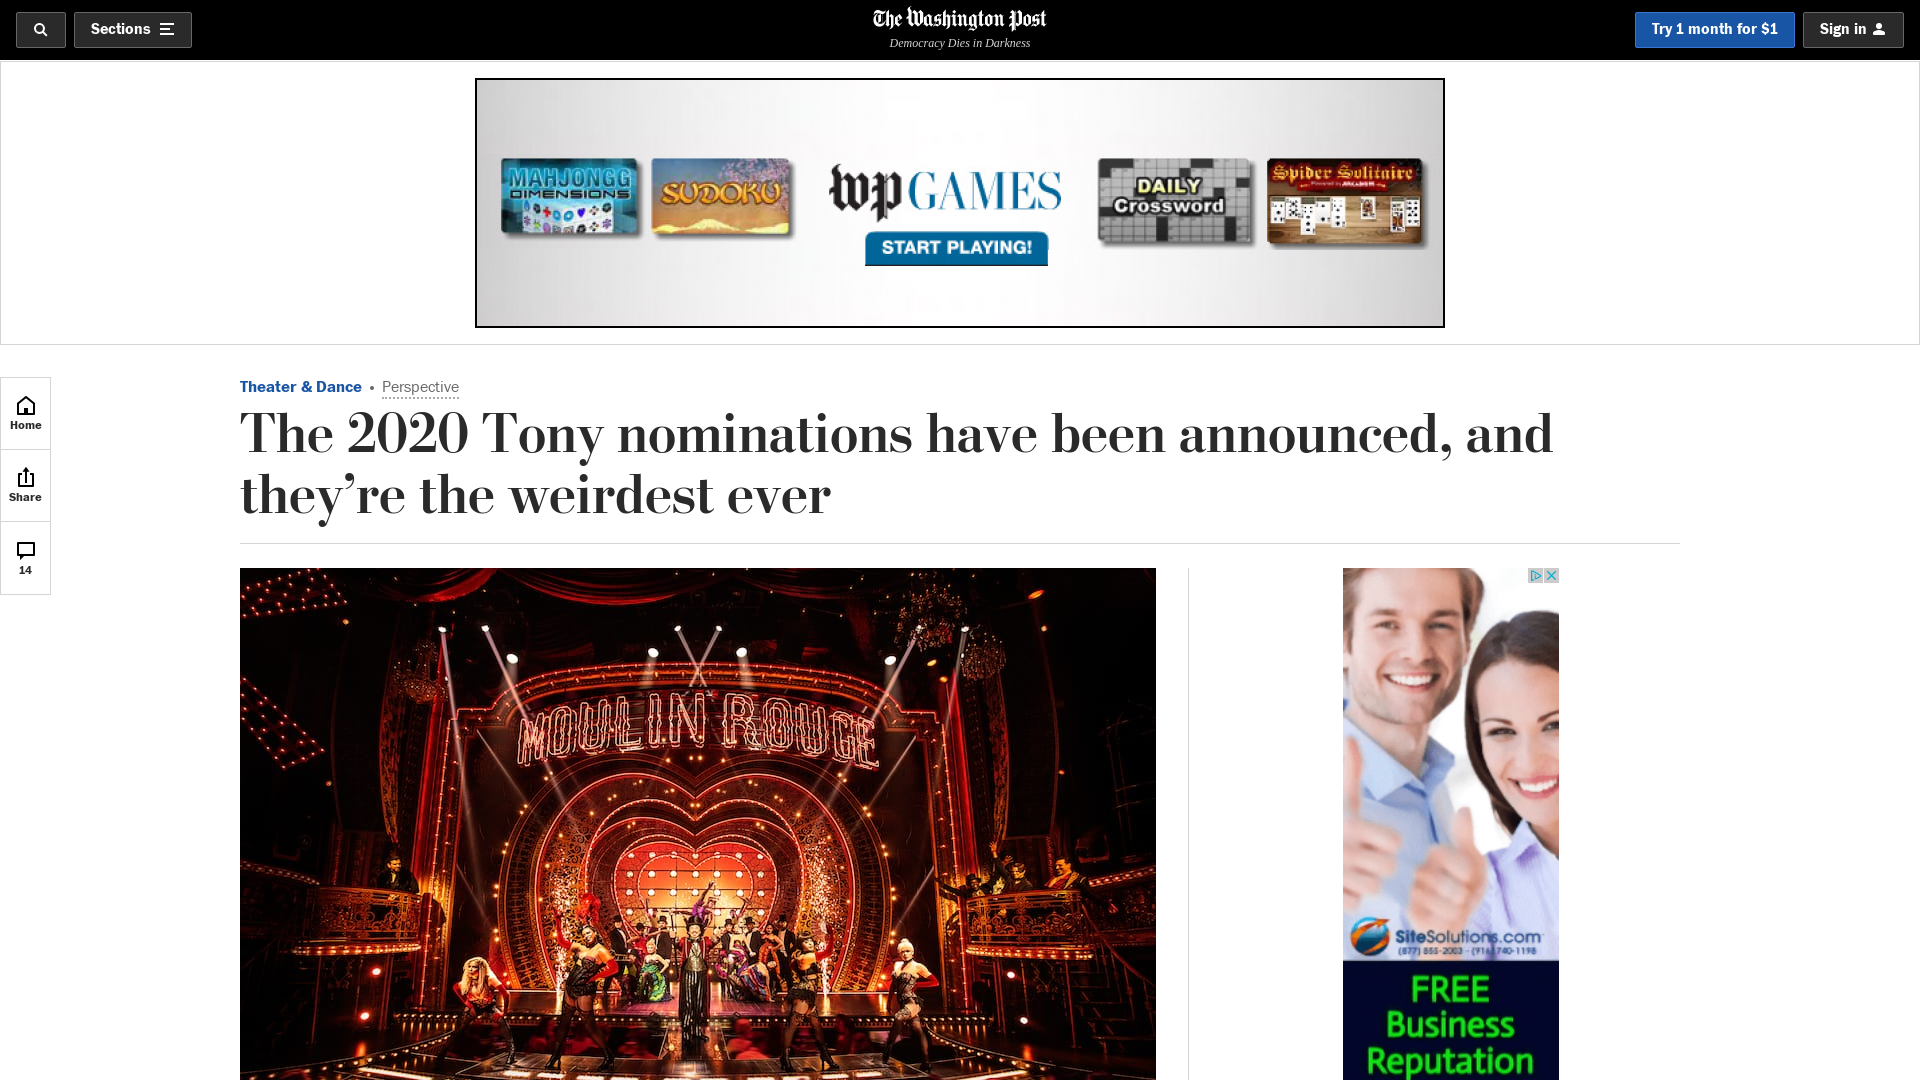 Sections
The Washington Post
Democracy Dies in Darkness
Try 1 month for $1
Sign in
MAHJONGG
DIMENSIONS
SUDOKU
wp GAMES
START PLAYING!
DAILY
Crossword
Spider Solitaire
Home
Share
14
Theater & Dance • Perspective
The 2020 Tony nominations have been announced, and
they’re the weirdest ever
MOULIN ROUGE
SiteSolutions.com
(877) 855-2003 - (916) 740-1198
FREE
Business
Reputation